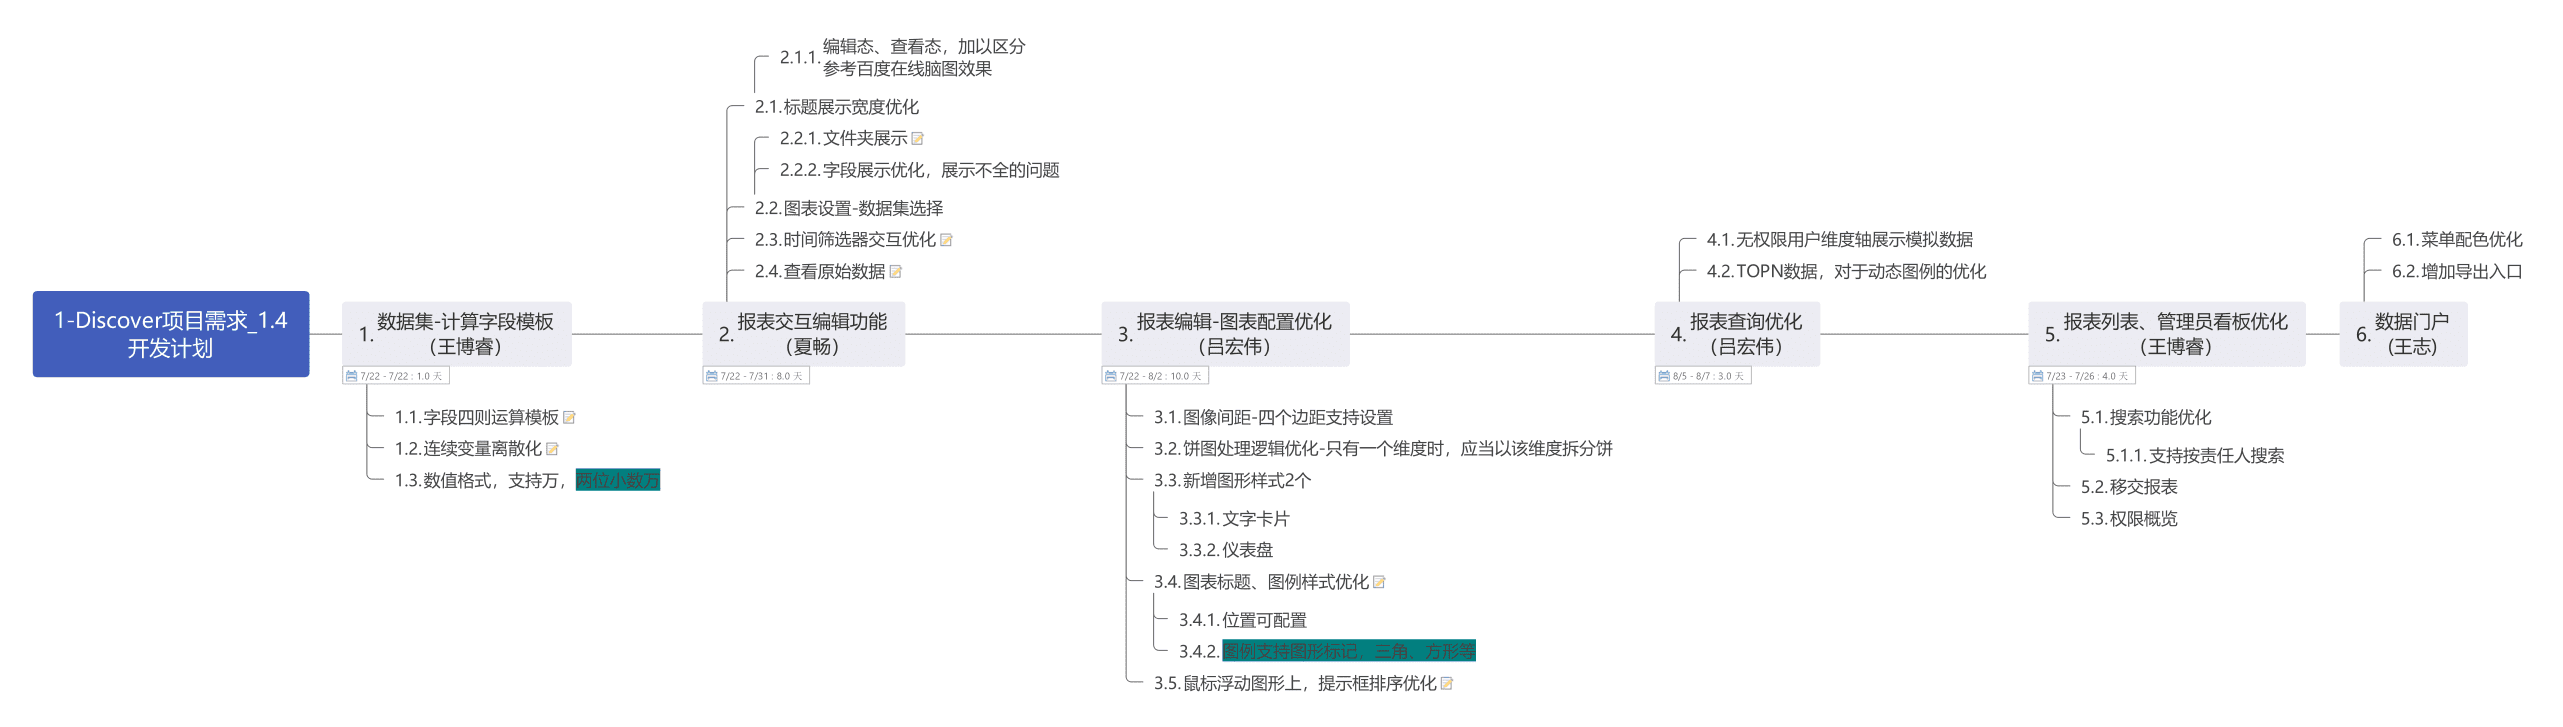 1-Discover项目需求_1.4
开发计划
1. 数据集-计算字段模板
（王博睿）
7/22 - 7/22 : 1.0 天
1.1. 字段四则运算模板
1.2. 连续变量离散化
1.3. 数值格式，支持万，两位小数万
2.1.1. 编辑态、查看态，加以区分
参考百度在线脑图效果
2.1. 标题展示宽度优化
2.2.1. 文件夹展示
2.2.2. 字段展示优化，展示不全的问题
2.2. 图表设置-数据集选择
2.3. 时间筛选器交互优化
2.4. 查看原始数据
2. 报表交互编辑功能
（夏畅）
7/22 - 7/31 : 8.0 天
3. 报表编辑-图表配置优化
（吕宏伟）
7/22 - 8/2 : 10.0 天
3.1. 图像间距-四个边距支持设置
3.2. 饼图处理逻辑优化-只有一个维度时，应当以该维度拆分饼
3.3. 新增图形样式2个
3.3.1. 文字卡片
3.3.2. 仪表盘
3.4. 图表标题、图例样式优化
3.4.1. 位置可配置
3.4.2. 图例支持图形标记，三角、方形等
3.5. 鼠标浮动图形上，提示框排序优化
4.1. 无权限用户维度轴展示模拟数据
4.2. TOPN数据，对于动态图例的优化
4. 报表查询优化
（吕宏伟）
8/5 - 8/7 : 3.0 天
5. 报表列表、管理员看板优化
（王博睿）
7/23 - 7/26 : 4.0 天
5.1. 搜索功能优化
5.1.1. 支持按责任人搜索
5.2. 移交报表
5.3. 权限概览
6.1. 菜单配色优化
6.2. 增加导出入口
6. 数据门户
(王志)